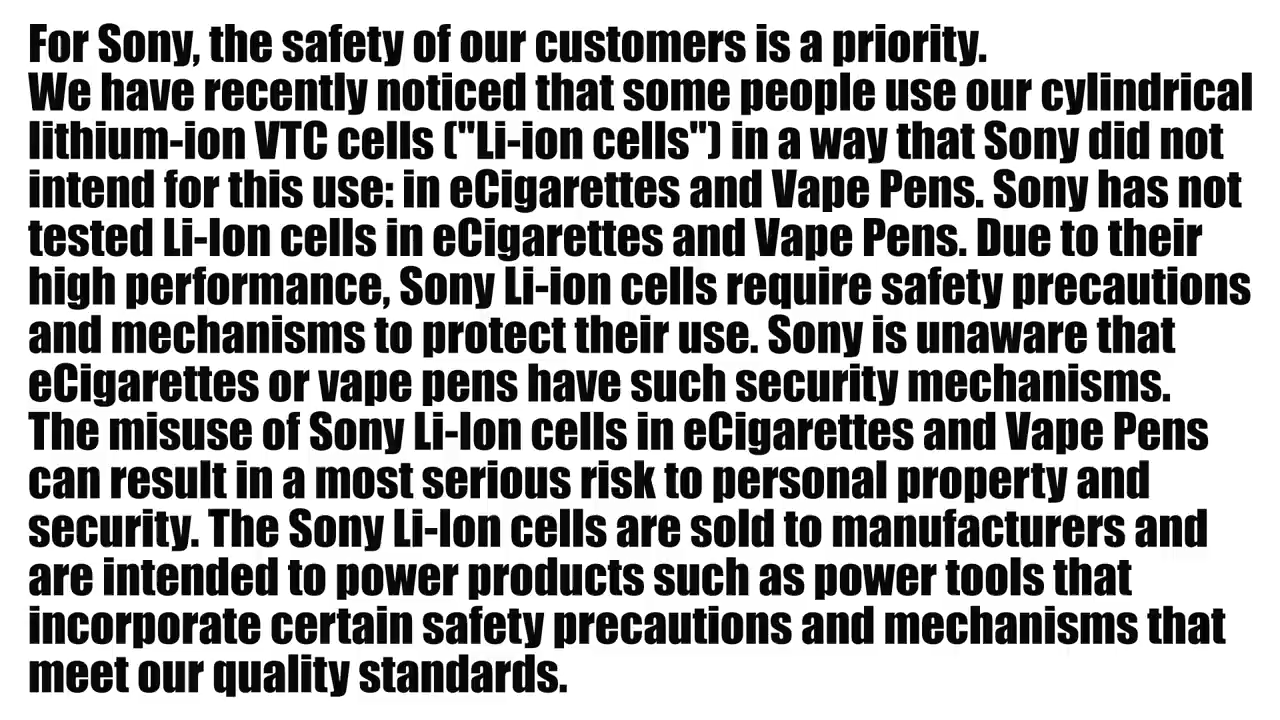 For Sony, the safety of our customers is a priority.
We have recently noticed that some people use our cylindrical
lithium-ion VTC cells ("Li-ion cells") in a way that Sony did not
intend for this use: in eCigarettes and Vape Pens. Sony has not
tested Li-Ion cells in eCigarettes and Vape Pens. Due to their
high performance, Sony Li-ion cells require safety precautions
and mechanisms to protect their use. Sony is unaware that
eCigarettes or vape pens have such security mechanisms.
The misuse of Sony Li-Ion cells in eCigarettes and Vape Pens
can result in a most serious risk to personal property and
security. The Sony Li-Ion cells are sold to manufacturers and
are intended to power products such as power tools that
incorporate certain safety precautions and mechanisms that
meet our quality standards.